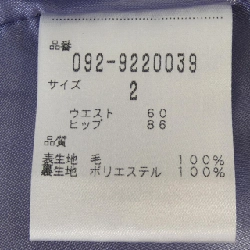 品番
092-9220039
サイズ
2
ウエスト 60
ヒップ 86
品質
表生地 毛 100%
裏生地 ポリエステル 100%